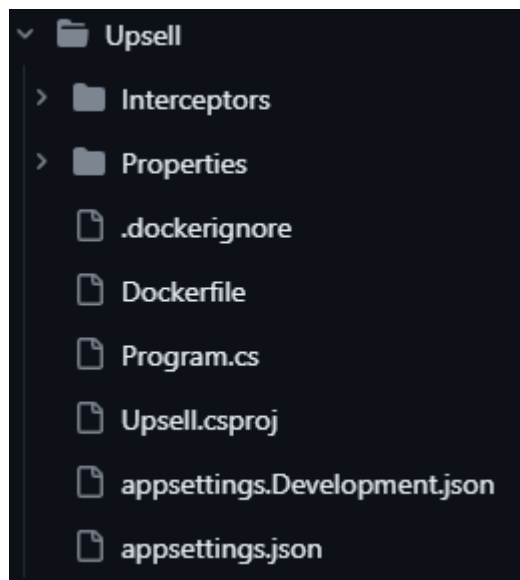 Upsell
Interceptors
Properties
.dockerignore
Dockerfile
Program.cs
Upsell.csproj
appsettings.Development.json
appsettings.json